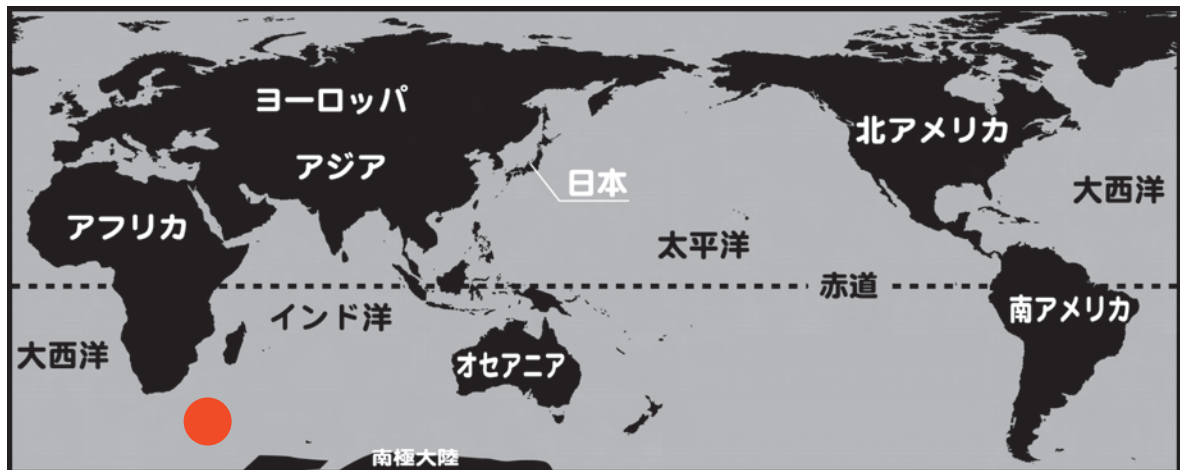 ヨーロッパ
北アメリカ
アジア
日本
大西洋
アフリカ
太平洋
赤道
インド洋
南アメリカ
大西洋
オセアニア
南極大陸